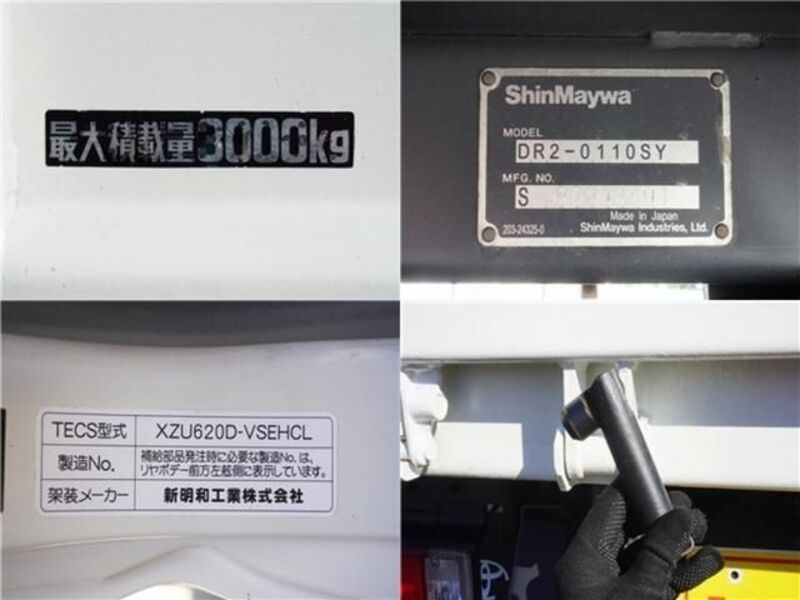 最大積載量3000kg
ShinMaywa
MODEL
DR2-0110SY
MFG. NO.
S
Made in Japan
203-24325-0 ShinMaywa Industries, Ltd.
TECS型式 XZU620D-VSEHCL
製造No. 補給部品発注時に必要な製造No.は、
リヤボデー前方左舷側に表示しています。
架装メーカー 新明和工業株式会社